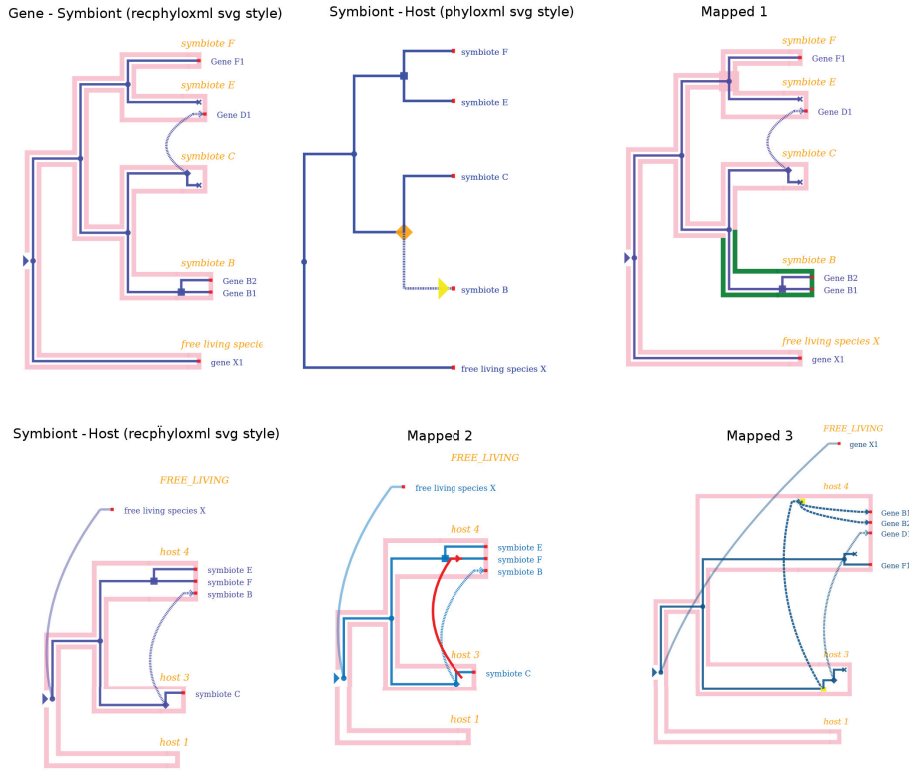 Gene - Symbiont (recphyloxml svg style)
symbiote F
Gene F1
symbiote E
Gene D1
symbiote C
symbiote B
Gene B2
Gene B1
free living specie
gene X1
Symbiont - Host (phyloxml svg style)
symbiote F
symbiote E
symbiote C
symbiote B
free living species X
Mapped 1
symbiote F
Gene F1
symbiote E
Gene D1
symbiote C
symbiote B
Gene B2
Gene B1
free living species X
gene X1
Symbiont - Host (recphyloxml svg style)
FREE_LIVING
free living species X
host 4
symbiote E
symbiote F
symbiote B
host 3
symbiote C
host 1
Mapped 2
FREE_LIVING
free living species X
host 4
symbiote E
symbiote F
symbiote B
host 3
symbiote C
host 1
Mapped 3
FREE_LIVING
gene X1
host 4
Gene B1
Gene B2
Gene D1
Gene F1
host 3
host 1